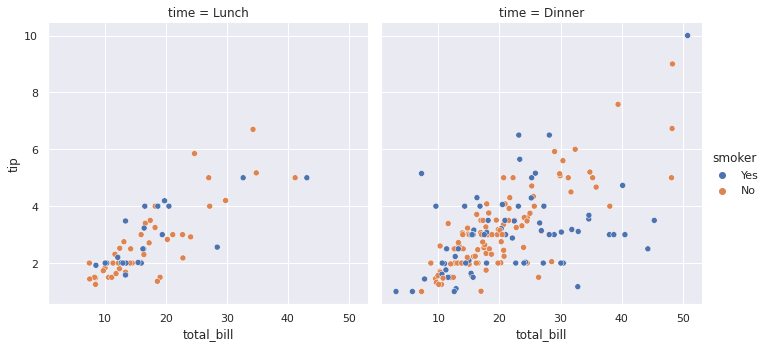 time = Lunch
time = Dinner
10
8
6
4
2
tip
10
20
30
40
50
10
20
30
40
50
total_bill
total_bill
smoker
Yes
No